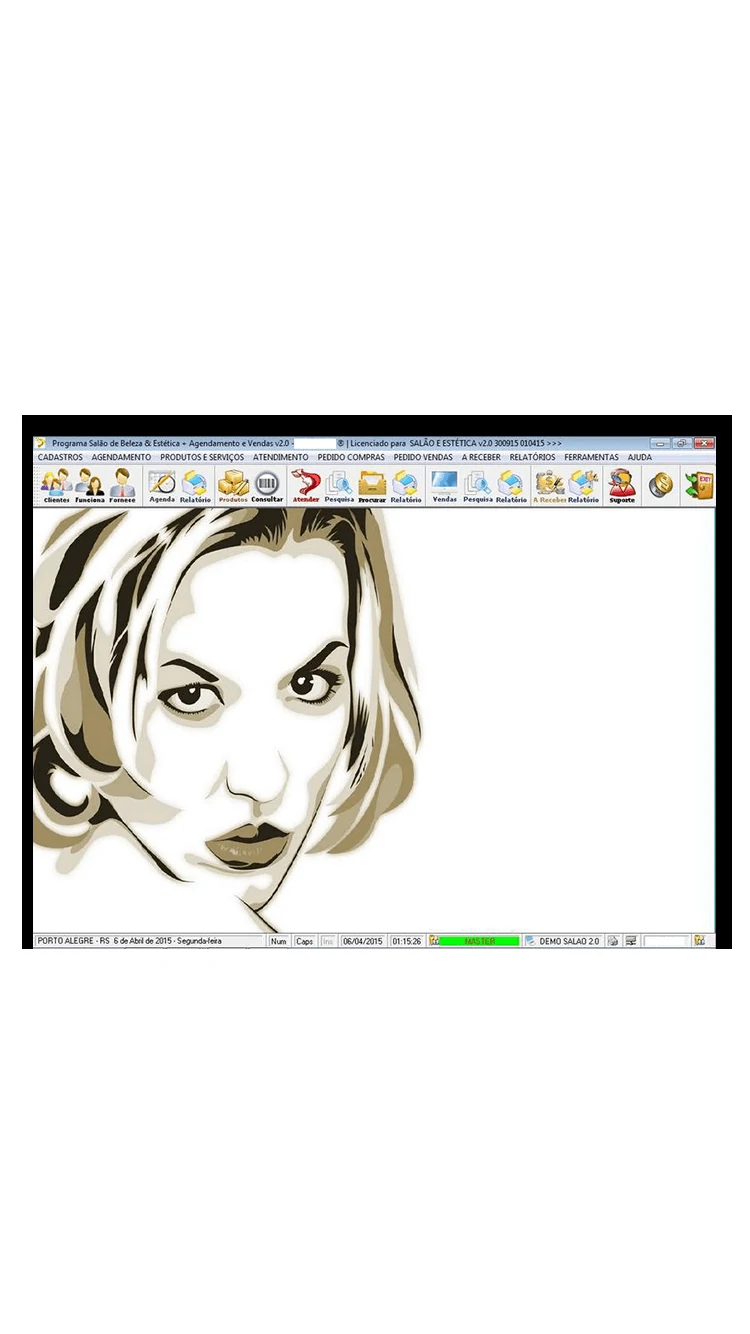 Programa Salão de Beleza & Estética + Agendamento e Vendas v2.0 - ® | Licenciado para SALÃO E ESTÉTICA v2.0 300915 010415 >>>
CADASTROS AGENDAMENTO PRODUTOS E SERVIÇOS ATENDIMENTO PEDIDO COMPRAS PEDIDO VENDAS A RECEBER RELATÓRIOS FERRAMENTAS AJUDA
EXIT
Clientes Funciona Fornece Agenda Relatório Produtos Consultar Atender Pesquisa Procurar Relatório Vendas Pesquisa Relatório A Receber Relatório Suporte
PORTO ALEGRE - RS 6 de Abril de 2015 - Segunda-feira Num Caps Ins 06/04/2015 01:15:26 MASTER DEMO SALAO 2.0